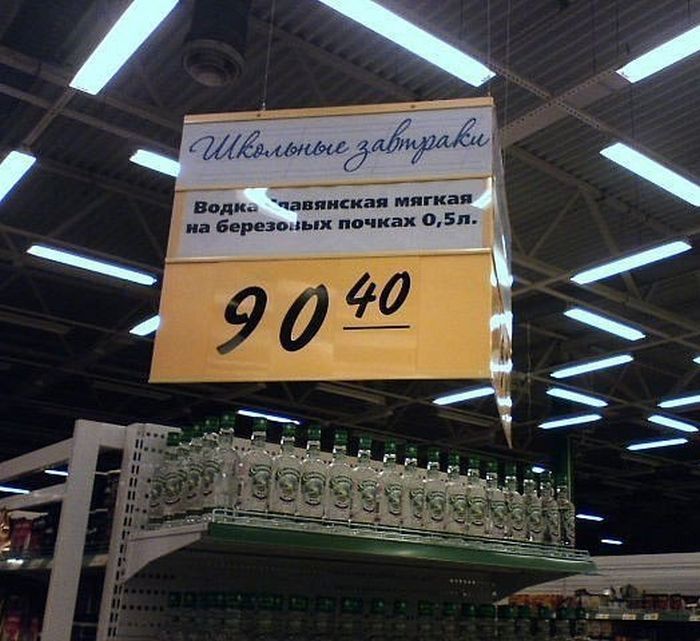 Школьные завтраки
Водка Славянская мягкая
на березовых почках 0,5л.
90 40